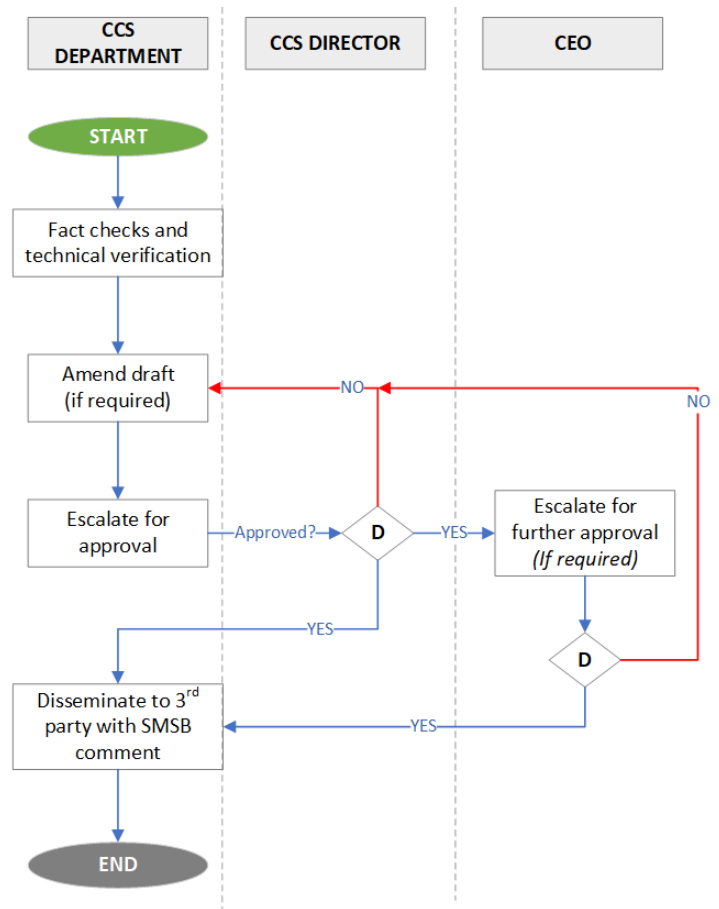 CCS
DEPARTMENT
CCS DIRECTOR
CEO
START
Fact checks and
technical verification
Amend draft
(if required)
NO
NO
Escalate for
approval
Approved?
D
YES
Escalate for
further approval
(If required)
YES
D
Disseminate to 3rd
party with SMSB
comment
YES
END